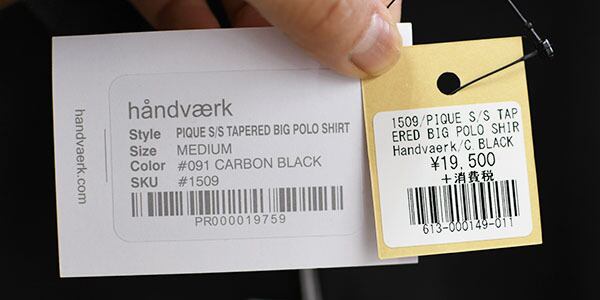 handvaerk.com
håndværk
Style PIQUE S/S TAPERED BIG POLO SHIRT
Size MEDIUM
Color #091 CARBON BLACK
SKU #1509
PR000019759
1509/PIQUE S/S TAP
ERED BIG POLO SHIR
Handvaerk/C.BLACK
¥19,500
+消費税
613-000149-011